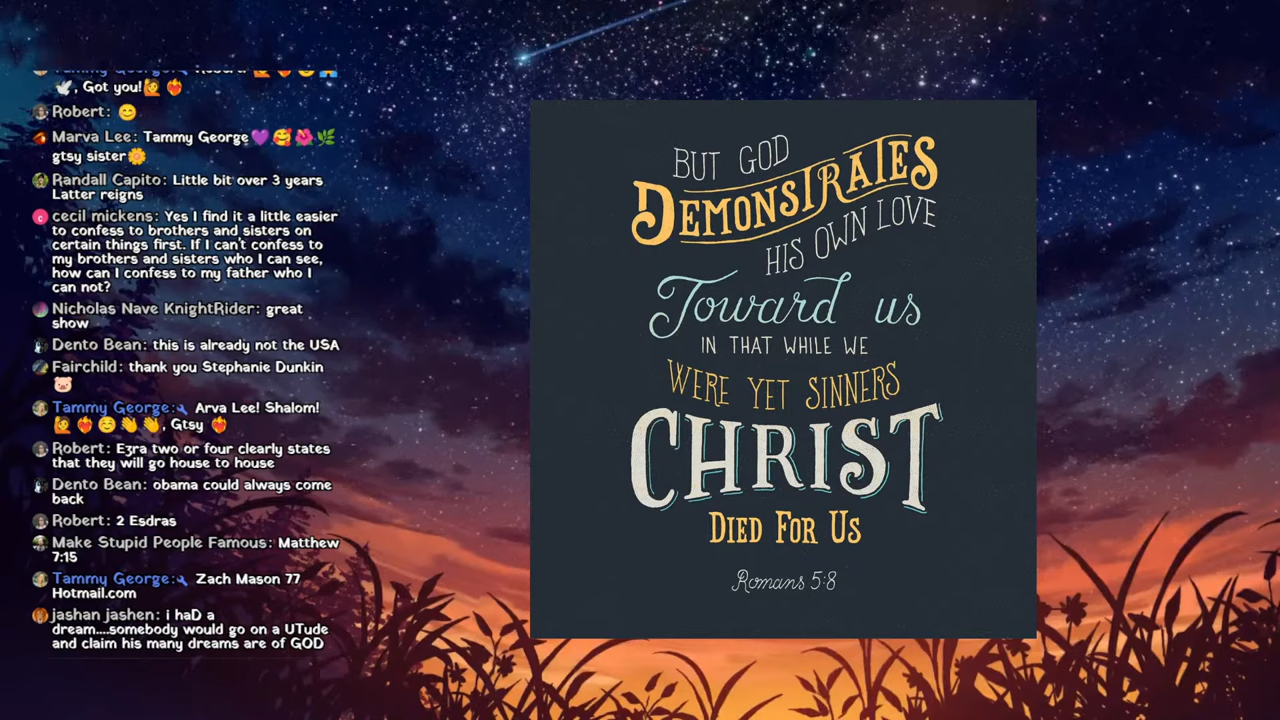 , Got you!
Robert: 😊
Marva Lee: Tammy George💜🥰🌺🌿
gtsy sister🌼
Randall Capito: Little bit over 3 years
Latter reigns
cecil mickens: Yes I find it a little easier
to confess to brothers and sisters on
certain things first. If I can't confess to
my brothers and sisters who I can see,
how can I confess to my father who I
can not?
Nicholas Nave KnightRider: great
show
Dento Bean: this is already not the USA
Fairchild: thank you Stephanie Dunkin
🐷
Tammy George:🔧 Arva Lee! Shalom!
🙋❤️‍🔥😊👋👋, Gtsy ❤️‍🔥
Robert: Ezra two or four clearly states
that they will go house to house
Dento Bean: obama could always come
back
Robert: 2 Esdras
Make Stupid People Famous: Matthew
7:15
Tammy George:🔧 Zach Mason 77
Hotmail.com
jashan jashen: i haD a
dream....somebody would go on a UTude
and claim his many dreams are of GOD
BUT GOD
DEMONSTRATES
HIS OWN LOVE
Toward us
IN THAT WHILE WE
WERE YET SINNERS
CHRIST
DIED FOR US
Romans 5:8